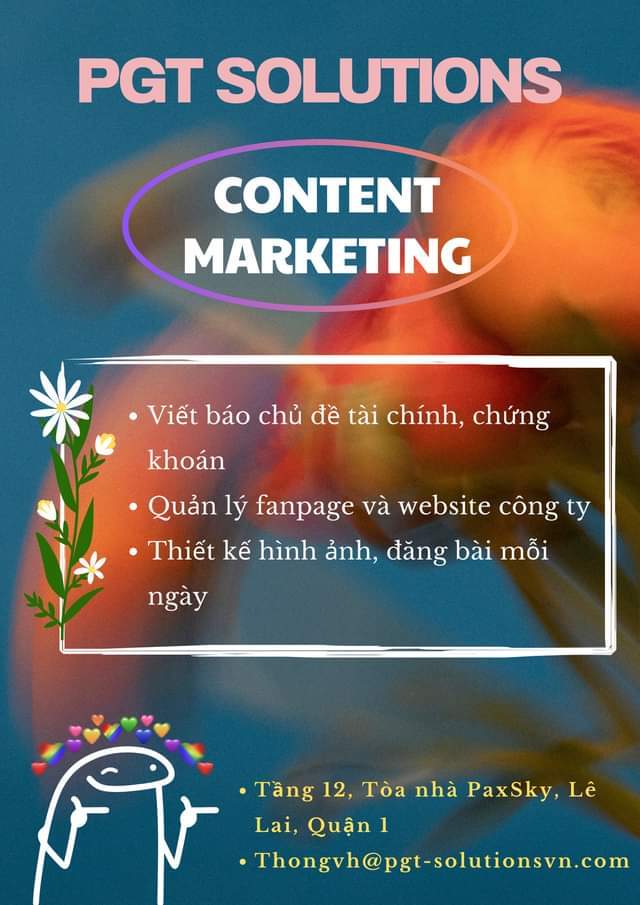 PGT SOLUTIONS
CONTENT
MARKETING
• Viết báo chủ đề tài chính, chứng
khoán
• Quản lý fanpage và website công ty
• Thiết kế hình ảnh, đăng bài mỗi
ngày
• Tầng 12, Tòa nhà PaxSky, Lê
Lai, Quận 1
• Thongvh@pgt-solutionsvn.com